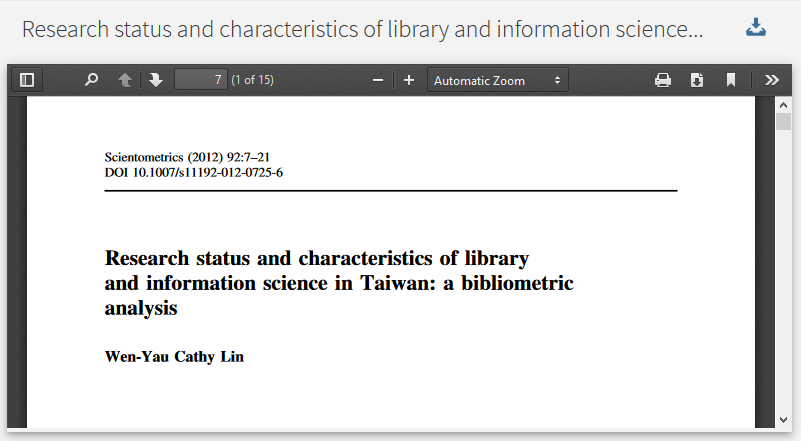 Research status and characteristics of library and information science...
7 (1 of 15) Automatic Zoom
Scientometrics (2012) 92:7–21
DOI 10.1007/s11192-012-0725-6
Research status and characteristics of library
and information science in Taiwan: a bibliometric
analysis
Wen-Yau Cathy Lin